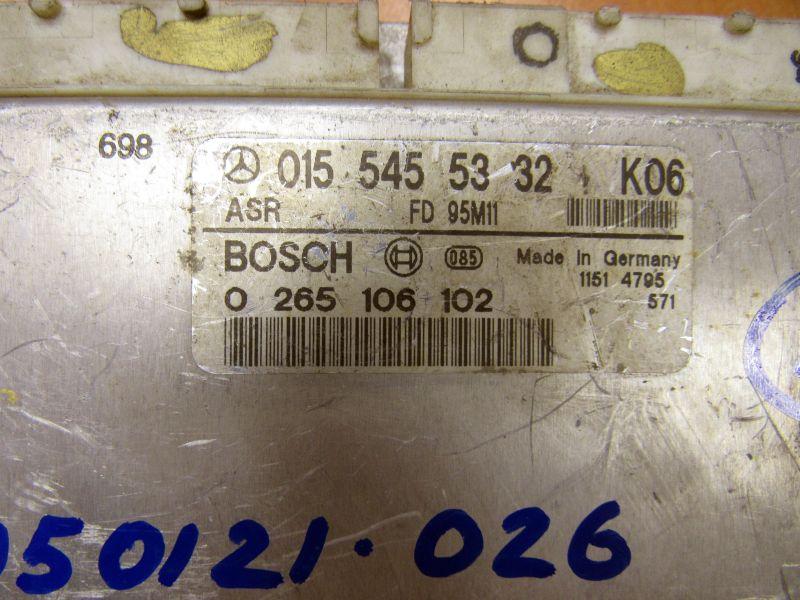 698
015 545 53 32 K06
ASR FD 95M11
BOSCH 085 Made in Germany
1151 4795
0 265 106 102 571
050121·026